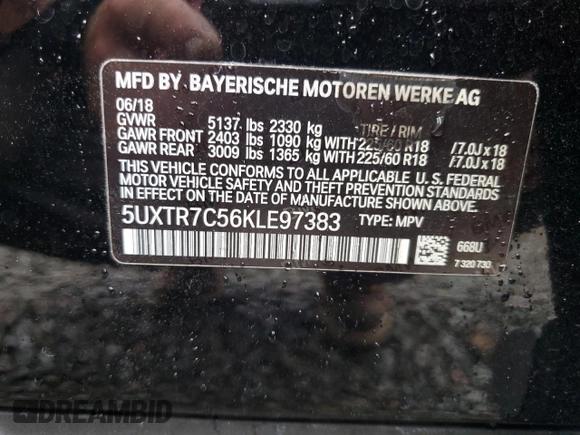 MFD BY. BAYERISCHE MOTOREN WERKE AG
06/18
GVWR 5137 lbs 2330 kg TIRE / RIM
GAWR FRONT 2403 lbs 1090 kg WITH 225/60 R18 /7.0J x 18
GAWR REAR 3009 lbs 1365 kg WITH 225/60 R18 /7.0J x 18
THIS VEHICLE CONFORMS TO ALL APPLICABLE U. S. FEDERAL
MOTOR VEHICLE SAFETY AND THEFT PREVENTION STANDARDS
IN EFFECT ON THE DATE OF MANUFACTURE SHOWN ABOVE.
5UXTR7C56KLE97383 TYPE: MPV
668U
7 320 730
DREAMBID